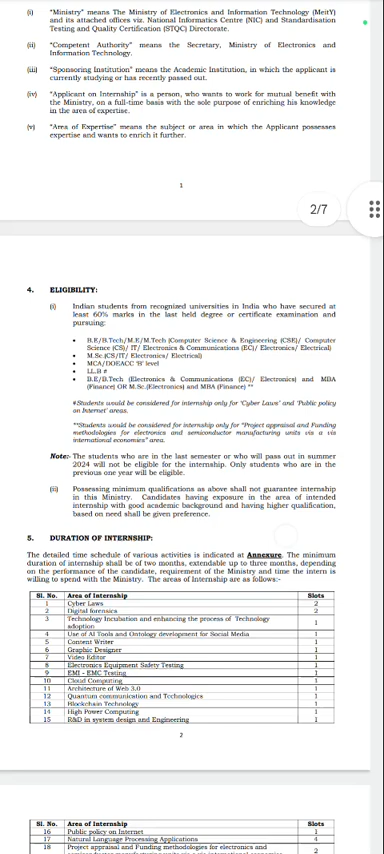 (i) "Ministry" means The Ministry of Electronics and Information Technology (MeitY)
and its attached offices viz. National Informatics Centre (NIC) and Standardisation
Testing and Quality Certification (STQC) Directorate.
(ii) "Competent Authority" means the Secretary, Ministry of Electronics and
Information Technology.
(iii) "Sponsoring Institution" means the Academic Institution, in which the applicant is
currently studying or has recently passed out.
(iv) "Applicant on Internship" is a person, who wants to work for mutual benefit with
the Ministry, on a full-time basis with the sole purpose of enriching his knowledge
in the area of expertise.
(v) "Area of Expertise" means the subject or area in which the Applicant possesses
expertise and wants to enrich it further.
1
2/7
4. ELIGIBILITY:
(i) Indian students from recognized universities in India who have secured at
least 60% marks in the last held degree or certificate examination and
pursuing:
• B.E/B.Tech/M.E/M.Tech (Computer Science & Engineering (CSE)/ Computer
Science (CS)/ IT/ Electronics & Communications (EC)/ Electronics/ Electrical)
• M.Sc.(CS/IT/ Electronics/ Electrical)
• MCA/DOEACC 'B' level
• LL.B #
• B.E/B.Tech (Electronics & Communications (EC)/ Electronics) and MBA
(Finance) OR M.Sc.(Electronics) and MBA (Finance) **
#Students would be considered for internship only for 'Cyber Laws' and 'Public policy
on Internet' areas.
**Students would be considered for internship only for "Project appraisal and Funding
methodologies for electronics and semiconductor manufacturing units vis a vis
international economies" area.
Note:- The students who are in the last semester or who will pass out in summer
2024 will not be eligible for the internship. Only students who are in the
previous one year will be eligible.
(ii) Possessing minimum qualifications as above shall not guarantee internship
in this Ministry. Candidates having exposure in the area of intended
internship with good academic background and having higher qualification,
based on need shall be given preference.
5. DURATION OF INTERNSHIP:
The detailed time schedule of various activities is indicated at Annexure. The minimum
duration of internship shall be of two months, extendable up to three months, depending
on the performance of the candidate, requirement of the Ministry and time the intern is
willing to spend with the Ministry. The areas of Internship are as follows:-
Sl. No. Area of Internship Slots
1 Cyber Laws 2
2 Digital forensics 2
3 Technology Incubation and enhancing the process of Technology
adoption 1
4 Use of AI Tools and Ontology development for Social Media 1
5 Content Writer 1
6 Graphic Designer 1
7 Video Editor 1
8 Electronics Equipment Safety Testing 1
9 EMI - EMC Testing 1
10 Cloud Computing 1
11 Architecture of Web 3.0 1
12 Quantum communication and Technologies 1
13 Blockchain Technology 1
14 High Power Computing 1
15 R&D in system design and Engineering 1
2
Sl. No. Area of Internship Slots
16 Public policy on Internet 1
17 Natural Language Processing Applications 4
18 Project appraisal and Funding methodologies for electronics and
2